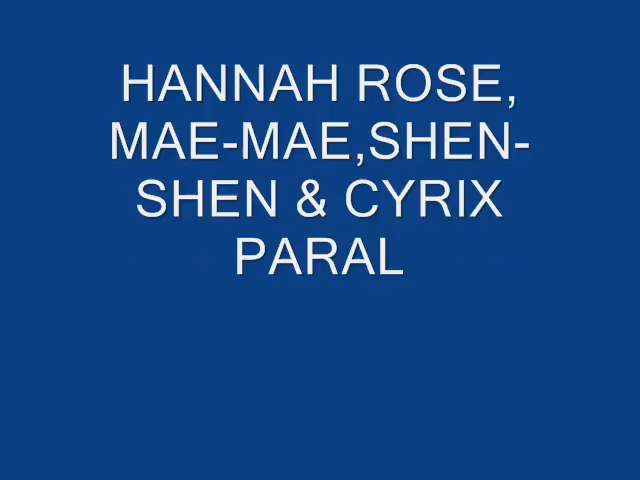 HANNAH ROSE,
MAE-MAE,SHEN-
SHEN & CYRIX
PARAL